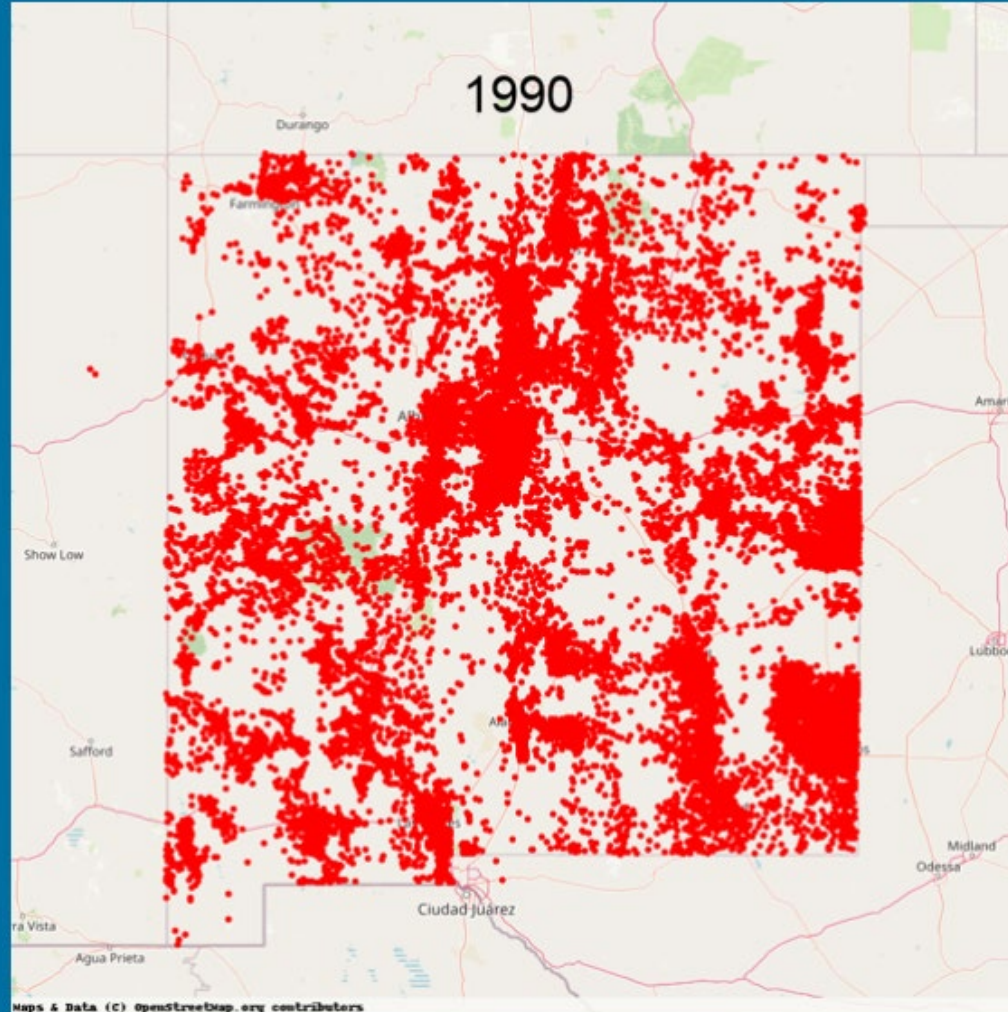 1990
Durango
Amar
Show Low
Lubbo
Safford
Midland
Odessa
Ciudad Juárez
ra Vista
Agua Prieta
Maps & Data (C) OpenStreetMap.org contributors